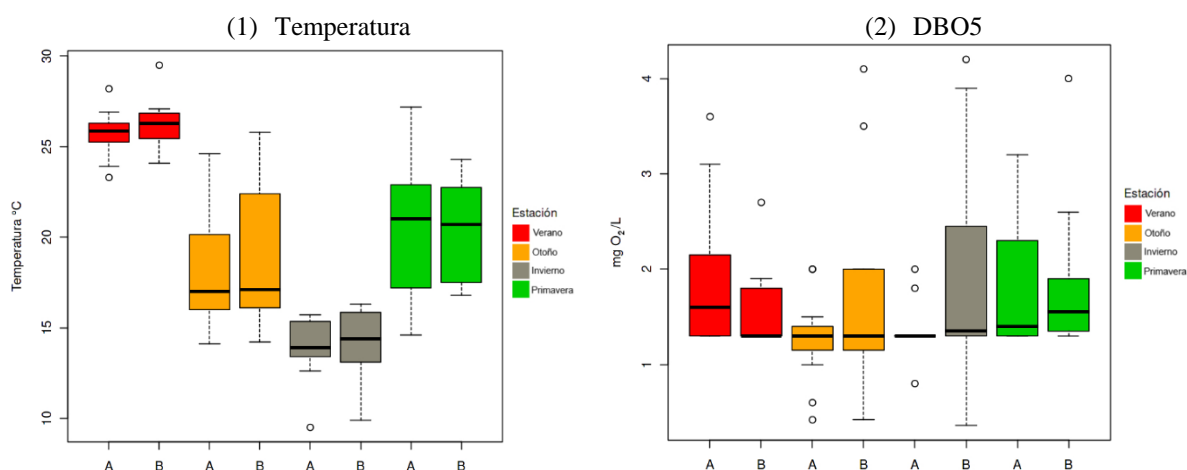 (1) Temperatura
Temperatura °C
30
25
20
15
10
A B A B A B A B
Estación
Verano
Otoño
Invierno
Primavera
(2) DBO5
mg O₂/L
4
3
2
1
A B A B A B A B
Estación
Verano
Otoño
Invierno
Primavera